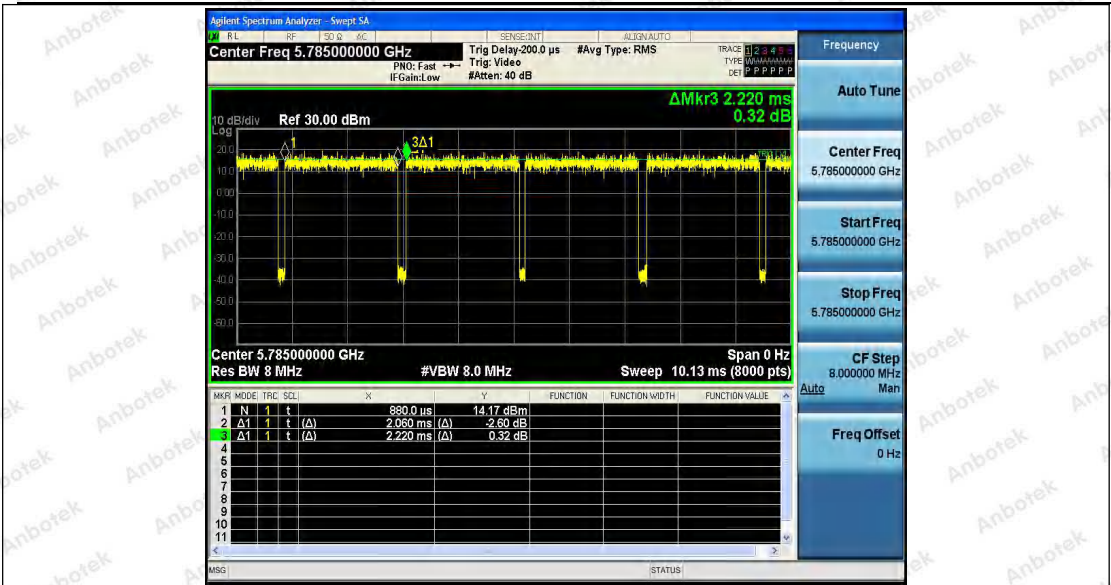 Agilent Spectrum Analyzer - Swept SA
RL RF 50 Ω AC SENSE:INT ALIGNAUTO
Center Freq 5.785000000 GHz
PNO: Fast
IFGain:Low
Trig Delay-200.0 µs #Avg Type: RMS
Trig: Video
#Atten: 40 dB
TRACE 1 2 3 4 5 6
TYPE
DET P P P P P P
ΔMkr3 2.220 ms
0.32 dB
10 dB/div Ref 30.00 dBm
Log
20.0
10.0
0.00
-10.0
-20.0
-30.0
-40.0
-50.0
-60.0
1
3Δ1
Center 5.785000000 GHz Span 0 Hz
Res BW 8 MHz #VBW 8.0 MHz Sweep 10.13 ms (8000 pts)
MKR MODE TRC SCL X Y FUNCTION FUNCTION WIDTH FUNCTION VALUE
1 N 1 t 880.0 µs 14.17 dBm
2 Δ1 1 t (Δ) 2.060 ms (Δ) -2.60 dB
3 Δ1 1 t (Δ) 2.220 ms (Δ) 0.32 dB
4
5
6
7
8
9
10
11
MSG STATUS
Frequency
Auto Tune
Center Freq
5.785000000 GHz
Start Freq
5.785000000 GHz
Stop Freq
5.785000000 GHz
CF Step
8.000000 MHz
Auto Man
Freq Offset
0 Hz
Anbotek